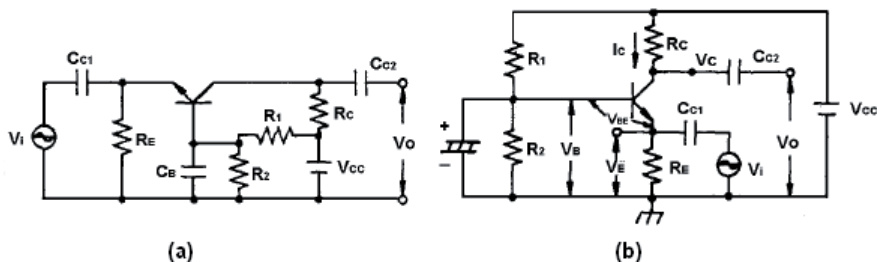 CC1
CC2
Vi
RE
CB
R2
R1
RC
VCC
VO
(a)
R1
IC
RC
VC
CC2
CC1
VBE
+
−
R2
VB
VE
RE
Vi
VO
VCC
(b)